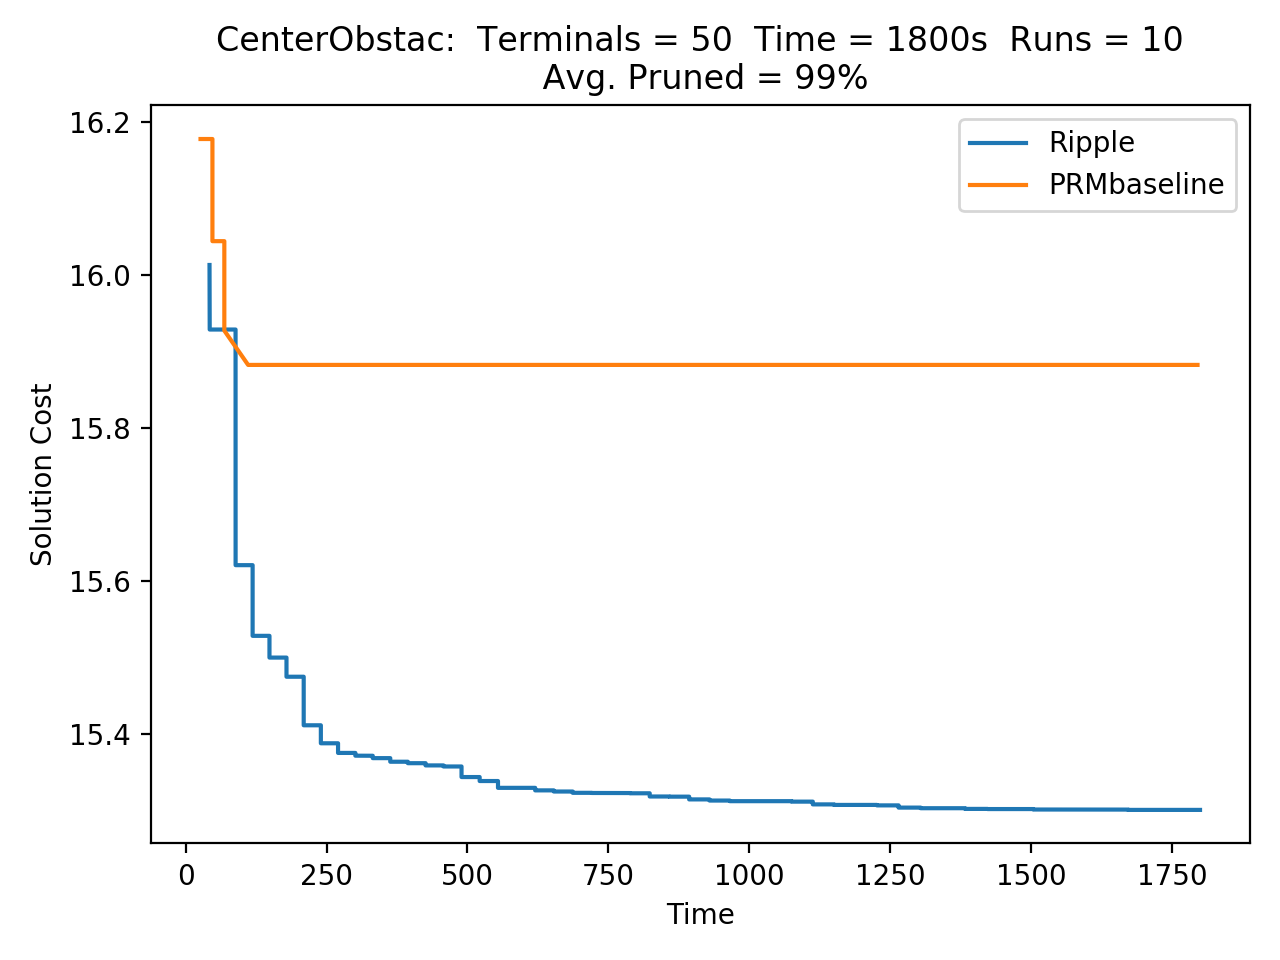 CenterObstac:  Terminals = 50  Time = 1800s  Runs = 10
Avg. Pruned = 99%
Ripple
PRMbaseline
Solution Cost
16.2
16.0
15.8
15.6
15.4
0 250 500 750 1000 1250 1500 1750
Time